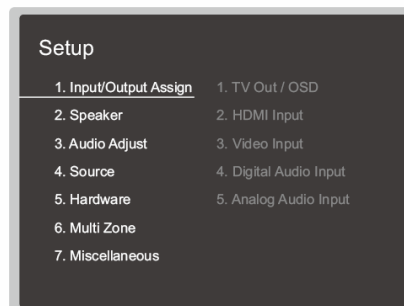 Setup
1. Input/Output Assign
2. Speaker
3. Audio Adjust
4. Source
5. Hardware
6. Multi Zone
7. Miscellaneous
1. TV Out / OSD
2. HDMI Input
3. Video Input
4. Digital Audio Input
5. Analog Audio Input